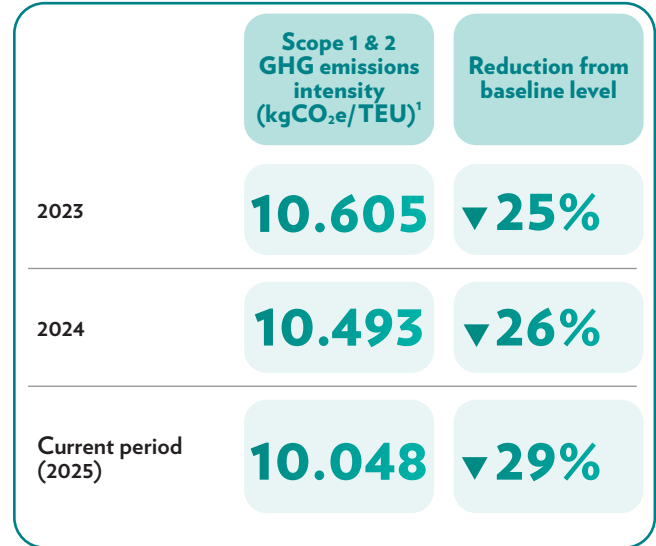 Scope 1 & 2
GHG emissions
intensity
(kgCO₂e/TEU)¹
Reduction from
baseline level
2023
10.605
▼25%
2024
10.493
▼26%
Current period
(2025)
10.048
▼29%